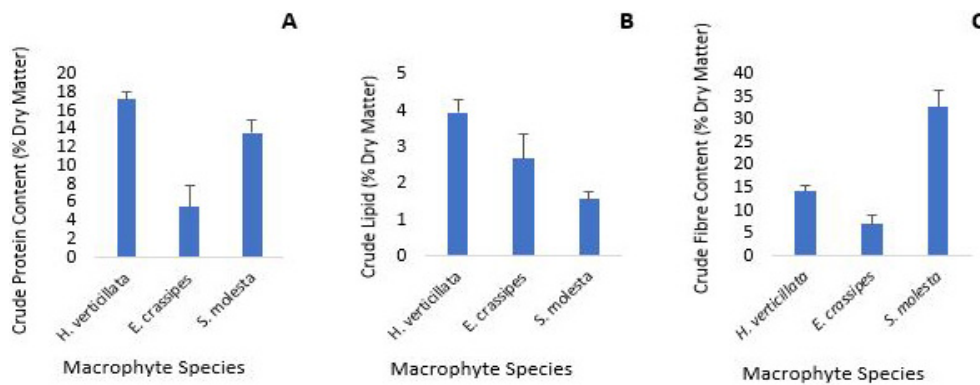 A
Crude Protein Content (% Dry Matter)
20
18
16
14
12
10
8
6
4
2
0
H. verticillata
E. crassipes
S. molesta
Macrophyte Species
B
Crude Lipid (% Dry Matter)
5
4
3
2
1
0
H. verticillata
E. crassipes
S. molesta
Macrophyte Species
Crude Fibre Content (% Dry Matter)
40
35
30
25
20
15
10
5
0
H. verticillata
E. crassipes
S. molesta
Macrophyte Species